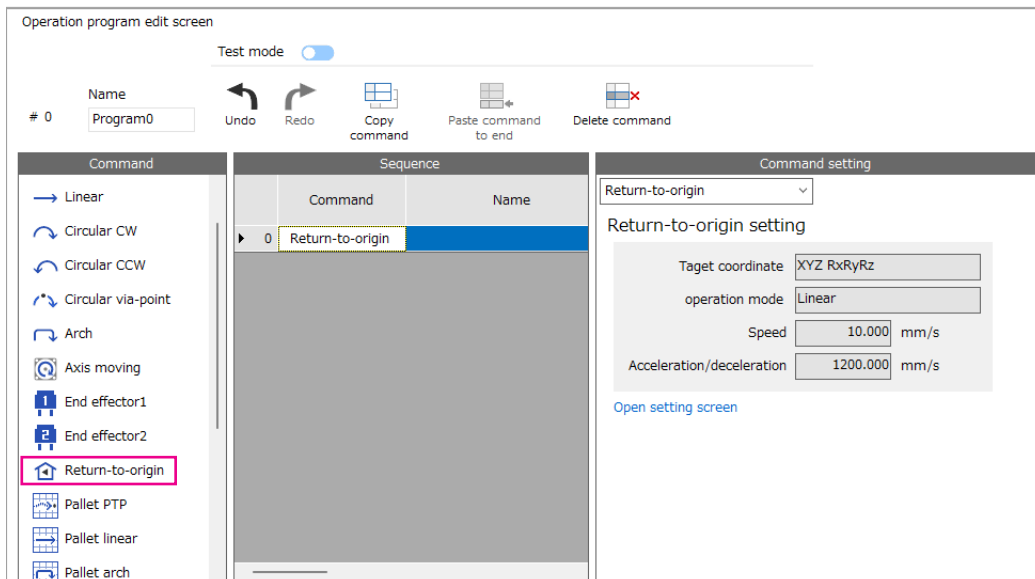 Operation program edit screen
Test mode
Name
# 0
Program0
Undo
Redo
Copy
command
Paste command
to end
Delete command
Command
Linear
Circular CW
Circular CCW
Circular via-point
Arch
Axis moving
1 End effector1
2 End effector2
Return-to-origin
Pallet PTP
Pallet linear
Pallet arch
Sequence
Command Name
0 Return-to-origin
Command setting
Return-to-origin
Return-to-origin setting
Taget coordinate XYZ RxRyRz
operation mode Linear
Speed 10.000 mm/s
Acceleration/deceleration 1200.000 mm/s
Open setting screen